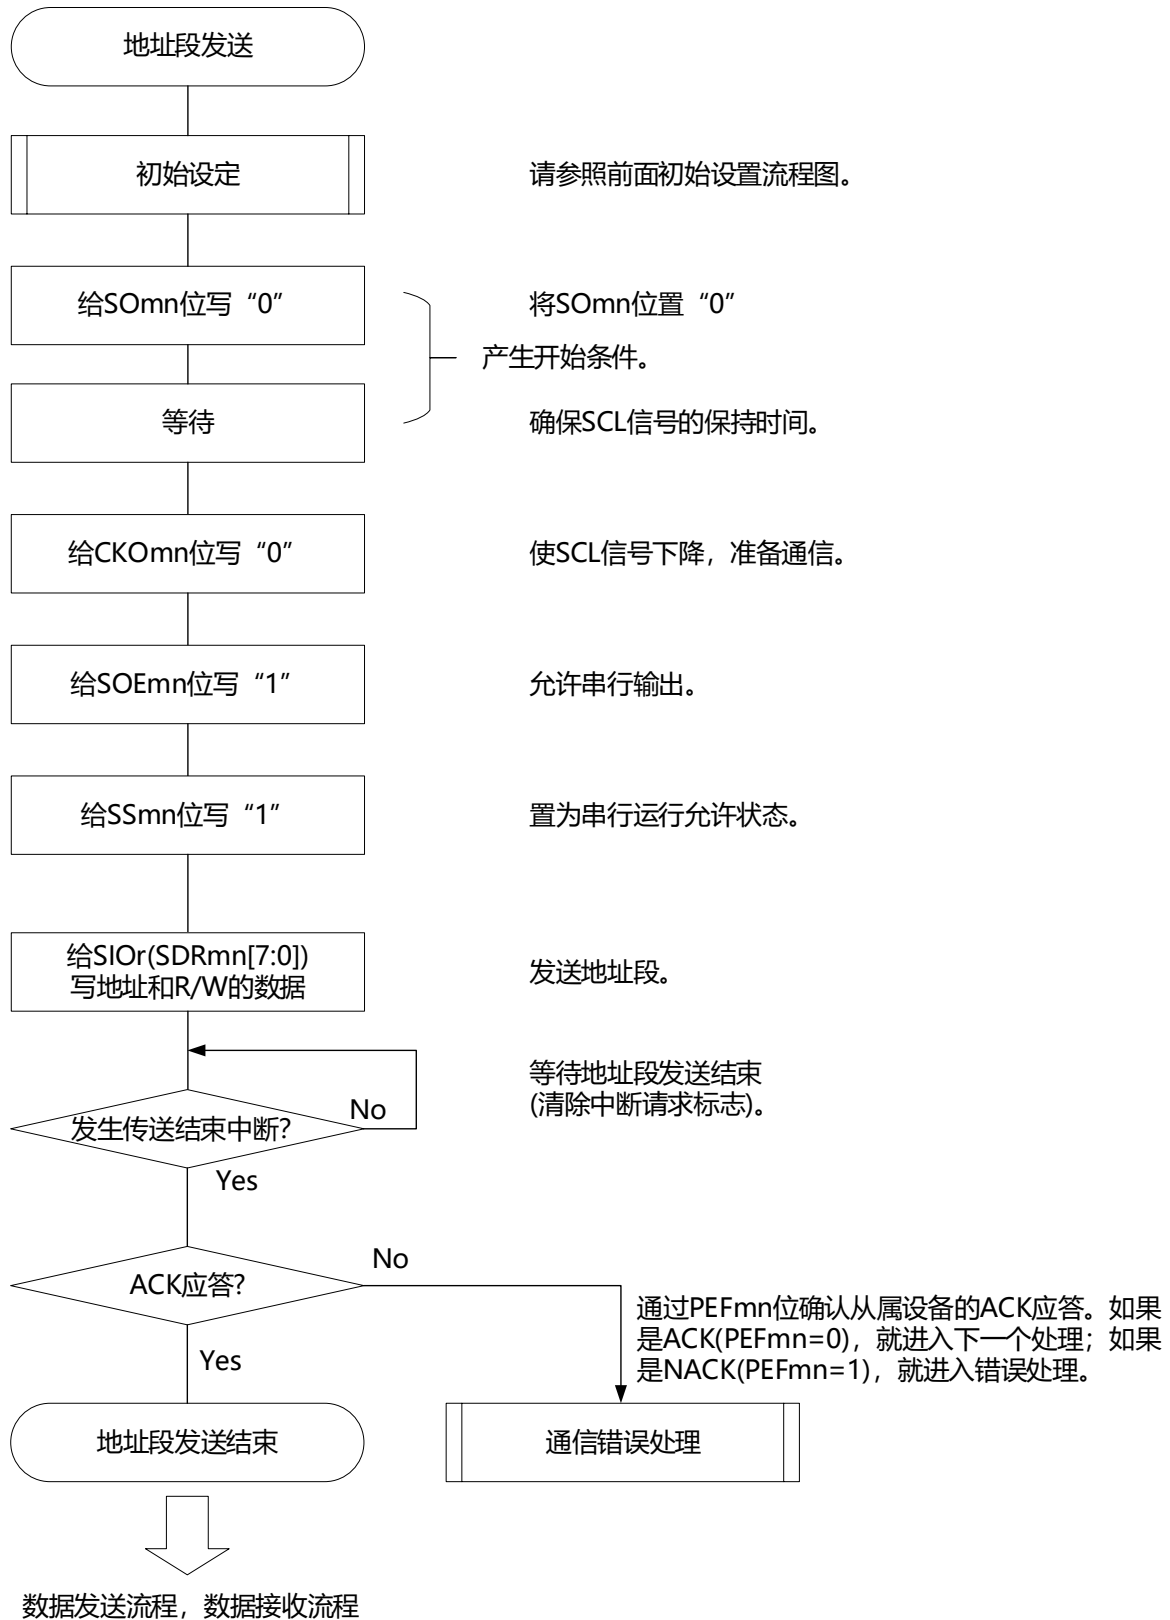 地址段发送
初始设定
请参照前面初始设置流程图。
给SOmn位写“0”
将SOmn位置“0”
产生开始条件。
等待
确保SCL信号的保持时间。
给CKOmn位写“0”
使SCL信号下降，准备通信。
给SOEmn位写“1”
允许串行输出。
给SSmn位写“1”
置为串行运行允许状态。
给SIOr(SDRmn[7:0])
写地址和R/W的数据
发送地址段。
等待地址段发送结束
(清除中断请求标志)。
发生传送结束中断?
No
Yes
ACK应答?
No
通过PEFmn位确认从属设备的ACK应答。如果
是ACK(PEFmn=0)，就进入下一个处理；如果
是NACK(PEFmn=1)，就进入错误处理。
Yes
地址段发送结束
通信错误处理
数据发送流程，数据接收流程